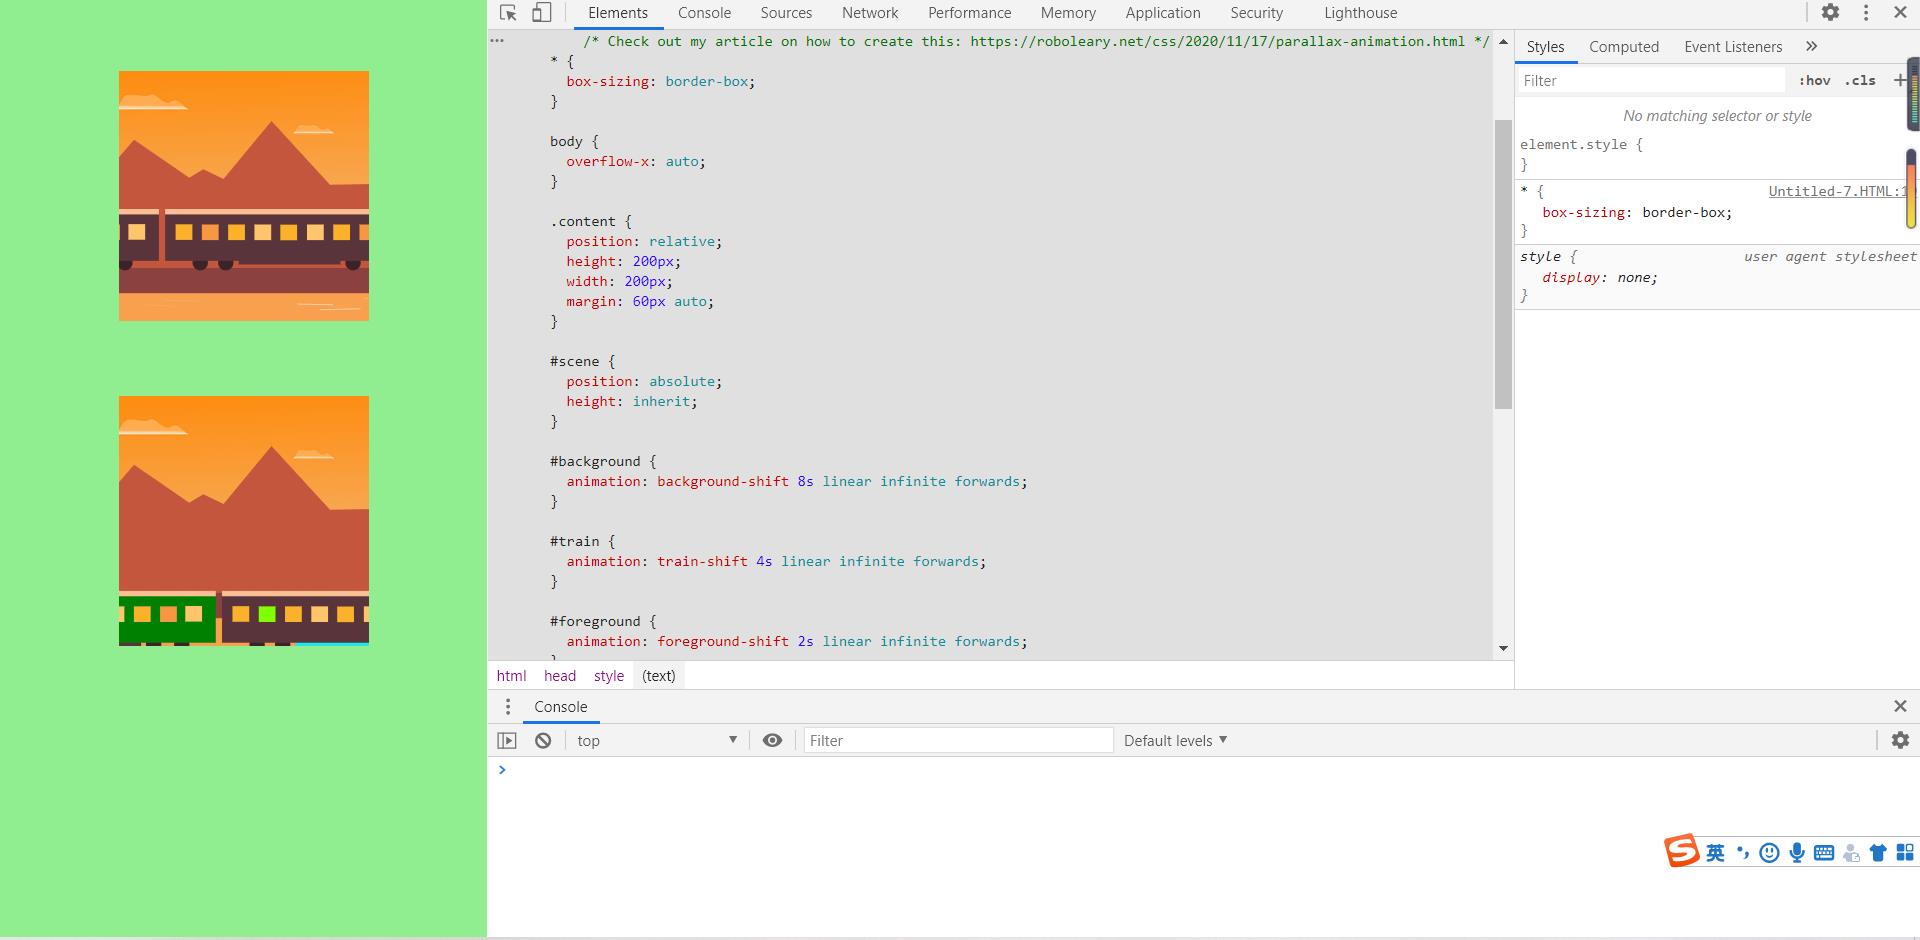 Elements Console Sources Network Performance Memory Application Security Lighthouse
/* Check out my article on how to create this: https://roboleary.net/css/2020/11/17/parallax-animation.html */
* {
box-sizing: border-box;
}
body {
overflow-x: auto;
}
.content {
position: relative;
height: 200px;
width: 200px;
margin: 60px auto;
}
#scene {
position: absolute;
height: inherit;
}
#background {
animation: background-shift 8s linear infinite forwards;
}
#train {
animation: train-shift 4s linear infinite forwards;
}
#foreground {
animation: foreground-shift 2s linear infinite forwards;
}
html head style (text)
Styles Computed Event Listeners »
Filter :hov .cls +
No matching selector or style
element.style {
}
* { Untitled-7.HTML:1
box-sizing: border-box;
}
style { user agent stylesheet
display: none;
}
Console
top Filter Default levels
>
S 英